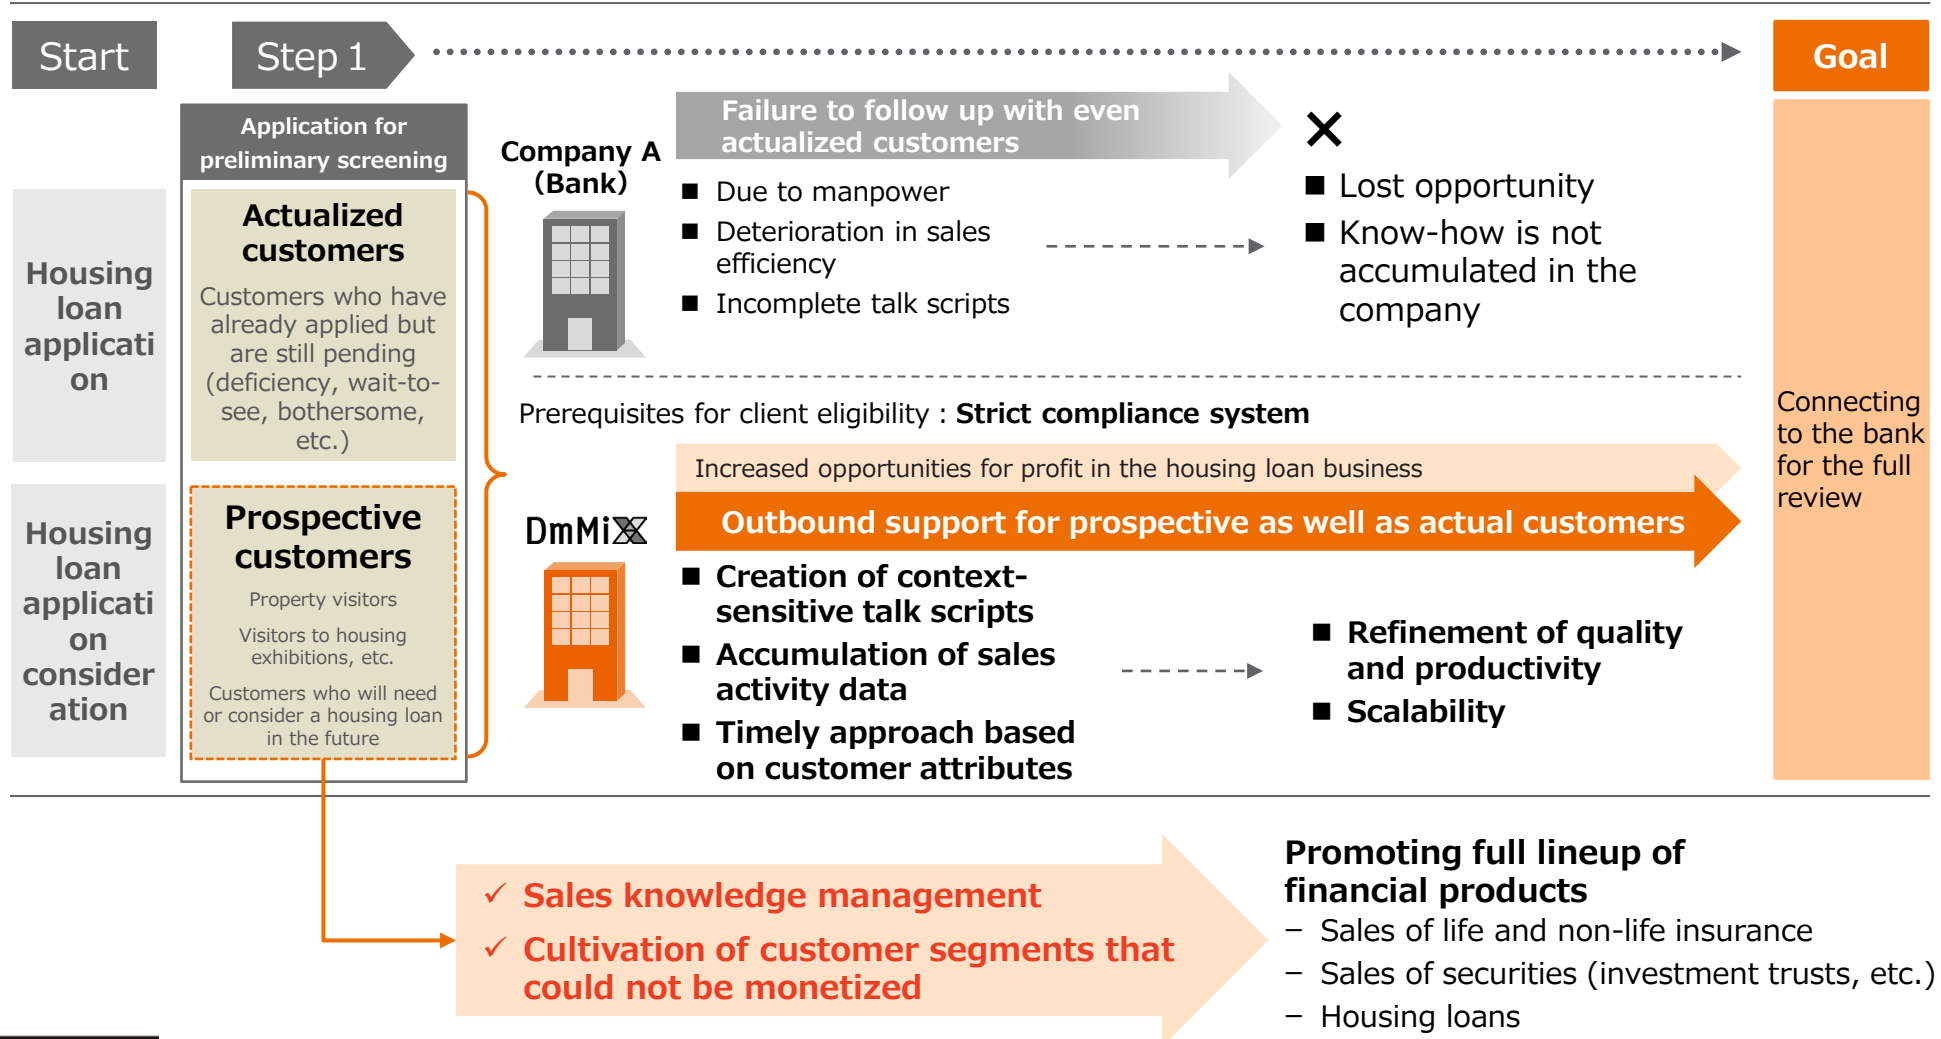 Start
Step 1
Goal
Application for
preliminary screening
Housing
loan
applicati
on
Actualized
customers
Customers who have
already applied but
are still pending
(deficiency, wait-to-
see, bothersome,
etc.)
Housing
loan
applicati
on
consider
ation
Prospective
customers
Property visitors
Visitors to housing
exhibitions, etc.
Customers who will need
or consider a housing loan
in the future
Company A
（Bank）
Failure to follow up with even
actualized customers
■ Due to manpower
■ Deterioration in sales
efficiency
■ Incomplete talk scripts
×
■ Lost opportunity
■ Know-how is not
accumulated in the
company
Prerequisites for client eligibility : Strict compliance system
Increased opportunities for profit in the housing loan business
DmMiX
Outbound support for prospective as well as actual customers
■ Creation of context-
sensitive talk scripts
■ Accumulation of sales
activity data
■ Timely approach based
on customer attributes
■ Refinement of quality
and productivity
■ Scalability
Connecting
to the bank
for the full
review
✓ Sales knowledge management
✓ Cultivation of customer segments that
could not be monetized
Promoting full lineup of
financial products
− Sales of life and non-life insurance
− Sales of securities (investment trusts, etc.)
− Housing loans